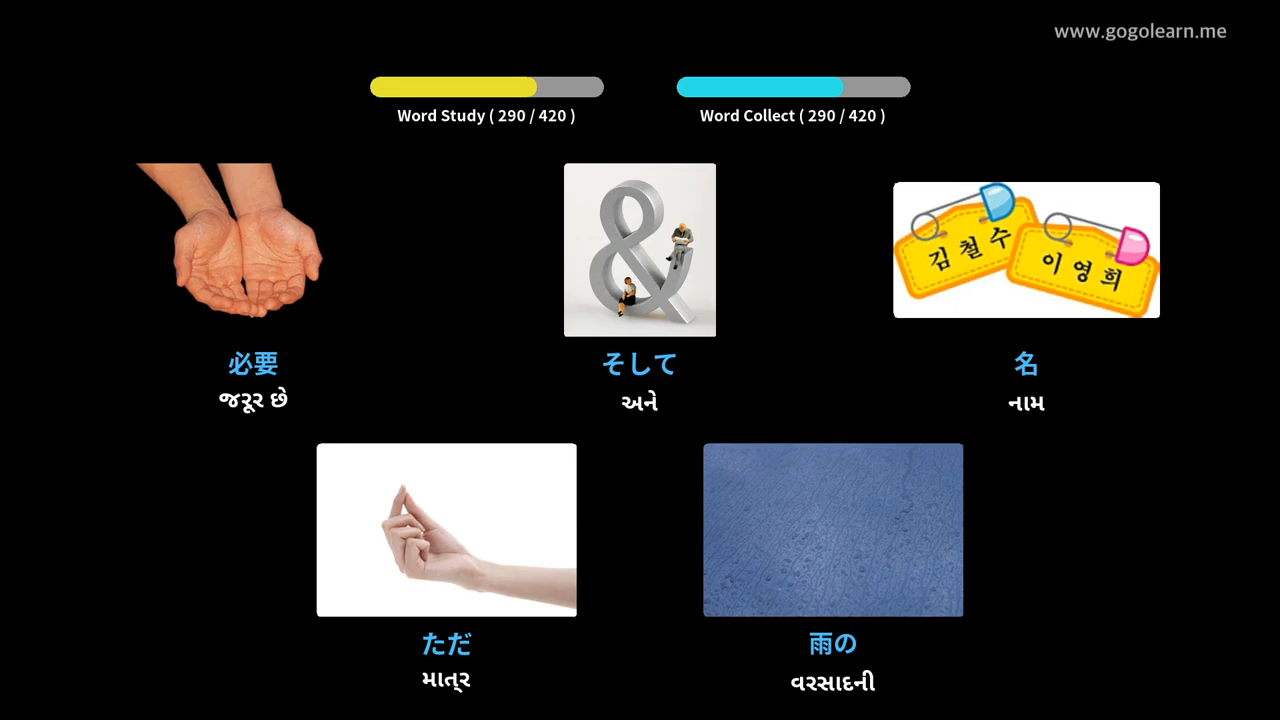 www.gogolearn.me
Word Study ( 290 / 420 )
Word Collect ( 290 / 420 )
김철수
이영희
必要
જરૂર છે
そして
અને
名
નામ
ただ
માત્ર
雨の
વરસાદની